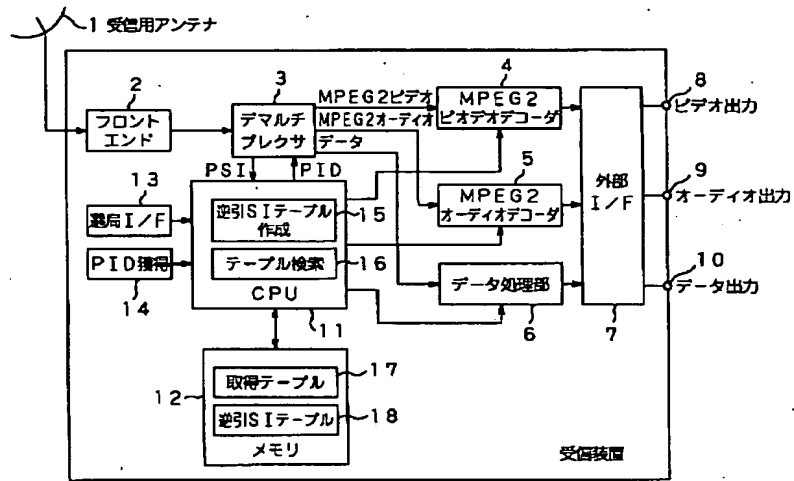 1 受信用アンテナ
2
フロント
エンド
3
デマルチ
プレクサ
MPEG2ビデオ
MPEG2オーディオ
データ
4
MPEG2
ビオデオデコーダ
8
ビデオ出力
PSI
PID
5
MPEG2
オーディオデコーダ
外部
I/F
7
9
オーディオ出力
13
選局I/F
逆引SIテーブル
作成
15
テーブル検索
16
CPU
11
PID獲得
14
データ処理部
6
10
データ出力
12
取得テーブル
17
逆引SIテーブル
18
メモリ
受信装置